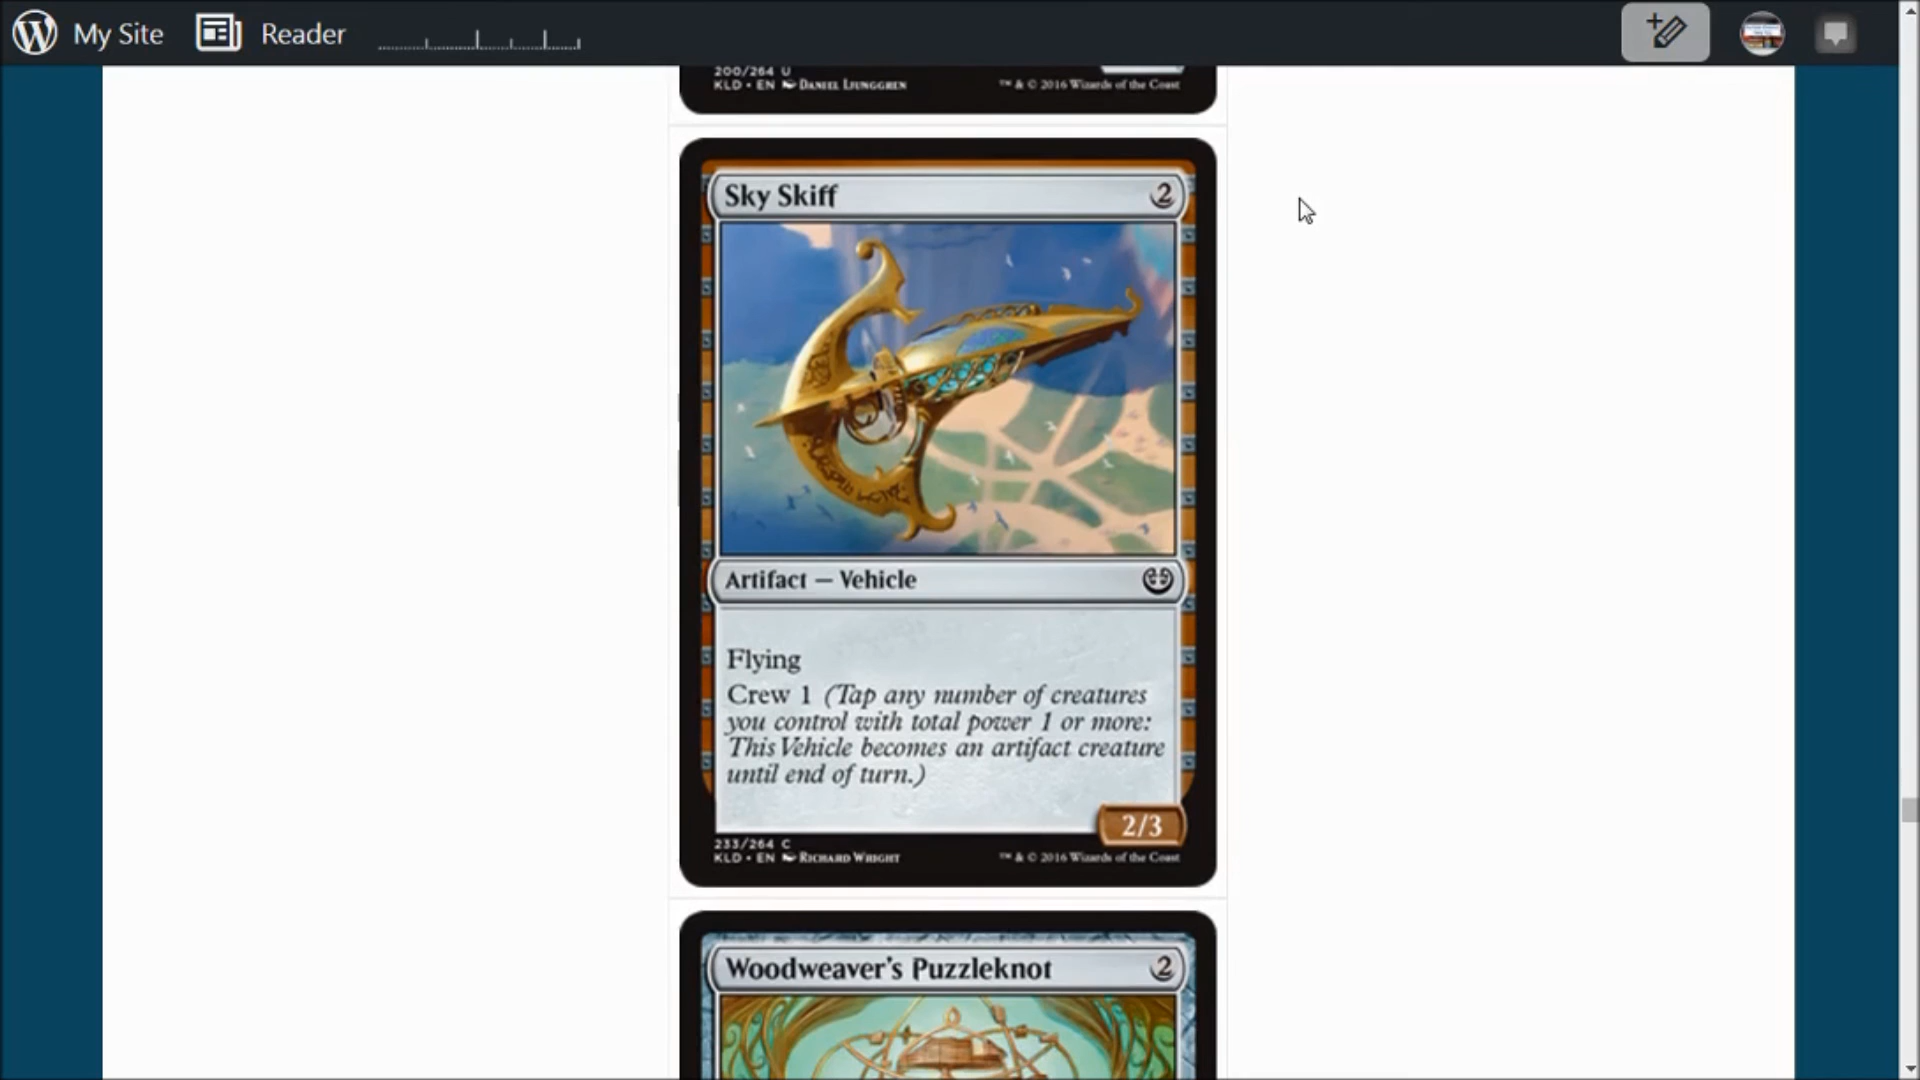 My Site
Reader
200/264 U
KLD • EN DANIEL LJUNGGREN
™ & © 2016 Wizards of the Coast
Sky Skiff 2
Artifact — Vehicle
Flying
Crew 1 (Tap any number of creatures
you control with total power 1 or more:
This Vehicle becomes an artifact creature
until end of turn.)
2/3
233/264 C
KLD • EN RICHARD WRIGHT
™ & © 2016 Wizards of the Coast
Woodweaver's Puzzleknot 2